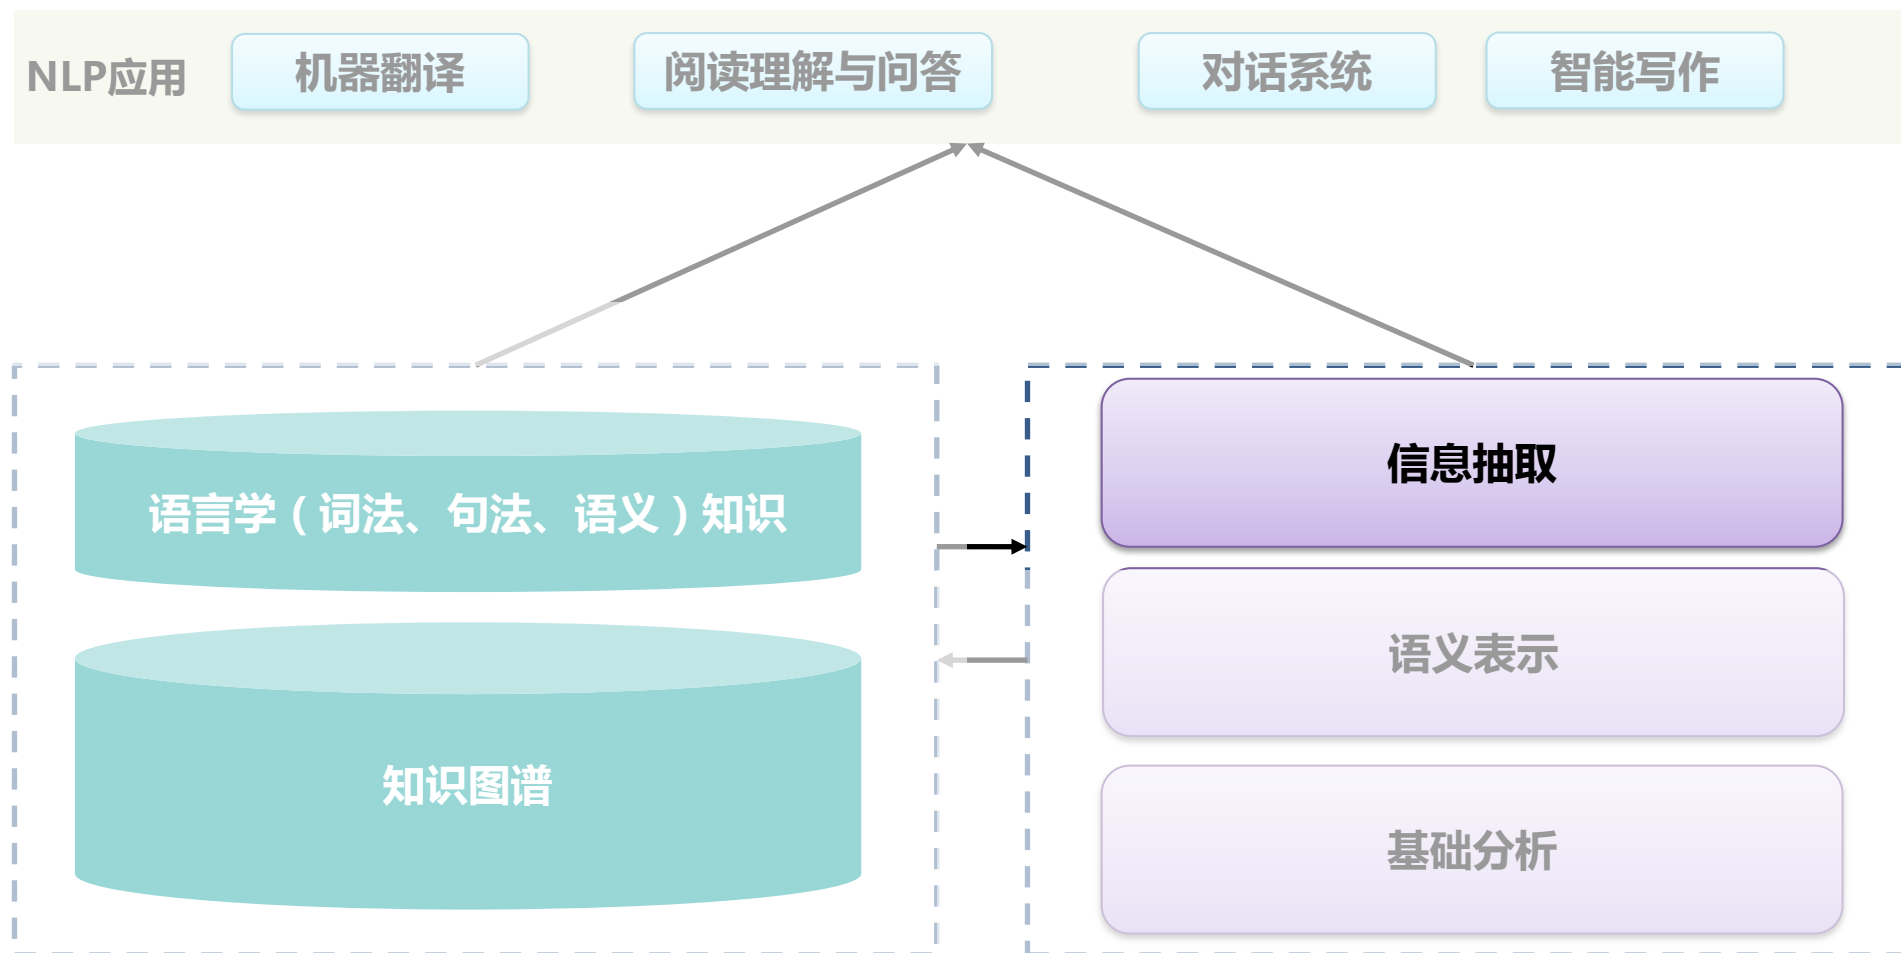 NLP应用
机器翻译
阅读理解与问答
对话系统
智能写作
语言学（词法、句法、语义）知识
知识图谱
信息抽取
语义表示
基础分析